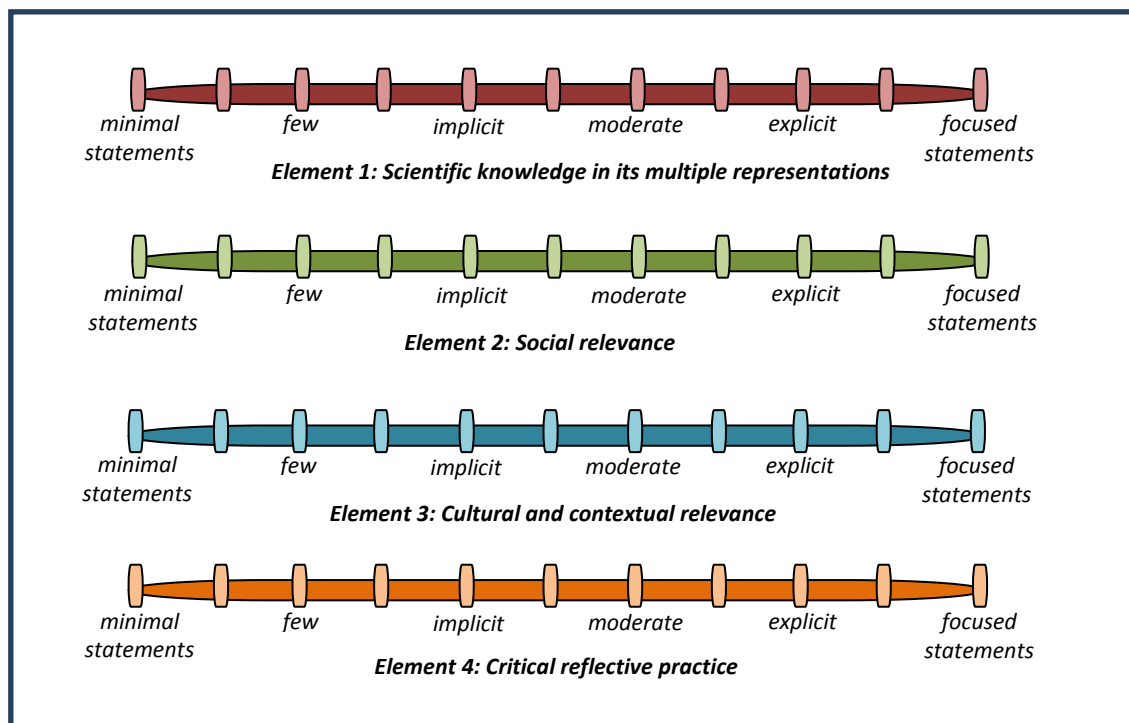 minimal few implicit moderate explicit focused
statements statements
Element 1: Scientific knowledge in its multiple representations
minimal few implicit moderate explicit focused
statements statements
Element 2: Social relevance
minimal few implicit moderate explicit focused
statements statements
Element 3: Cultural and contextual relevance
minimal few implicit moderate explicit focused
statements statements
Element 4: Critical reflective practice